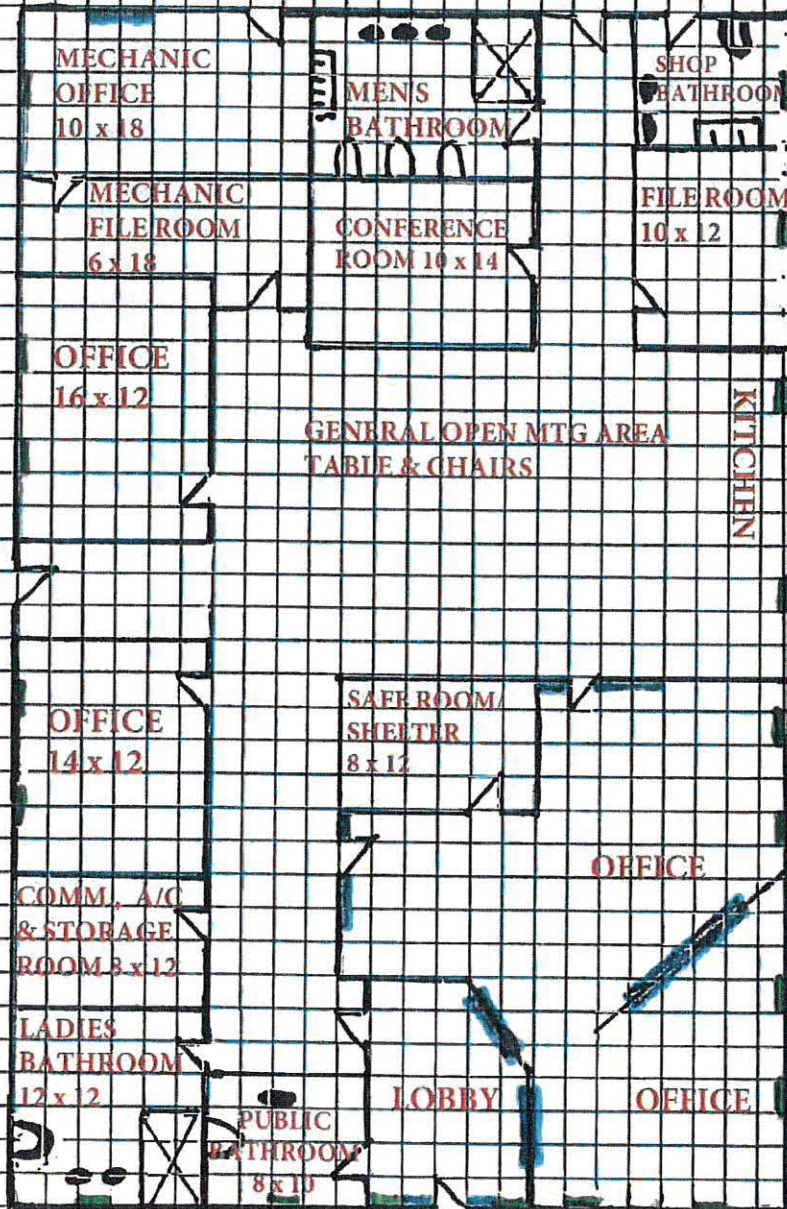 MECHANIC
OFFICE
10 x 18
MEN'S
BATHROOM
SHOP
BATHROOM
MECHANIC
FILE ROOM
6 x 18
CONFERENCE
ROOM 10 x 14
FILE ROOM
10 x 12
OFFICE
16 x 12
GENERAL OPEN MTG AREA
TABLE & CHAIRS
KITCHEN
OFFICE
14 x 12
SAFE ROOM/
SHELTER
8 x 12
OFFICE
COMM., A/C
& STORAGE
ROOM 8 x 12
LADIES
BATHROOM
12 x 12
PUBLIC
BATHROOM
8 x 10
LOBBY
OFFICE